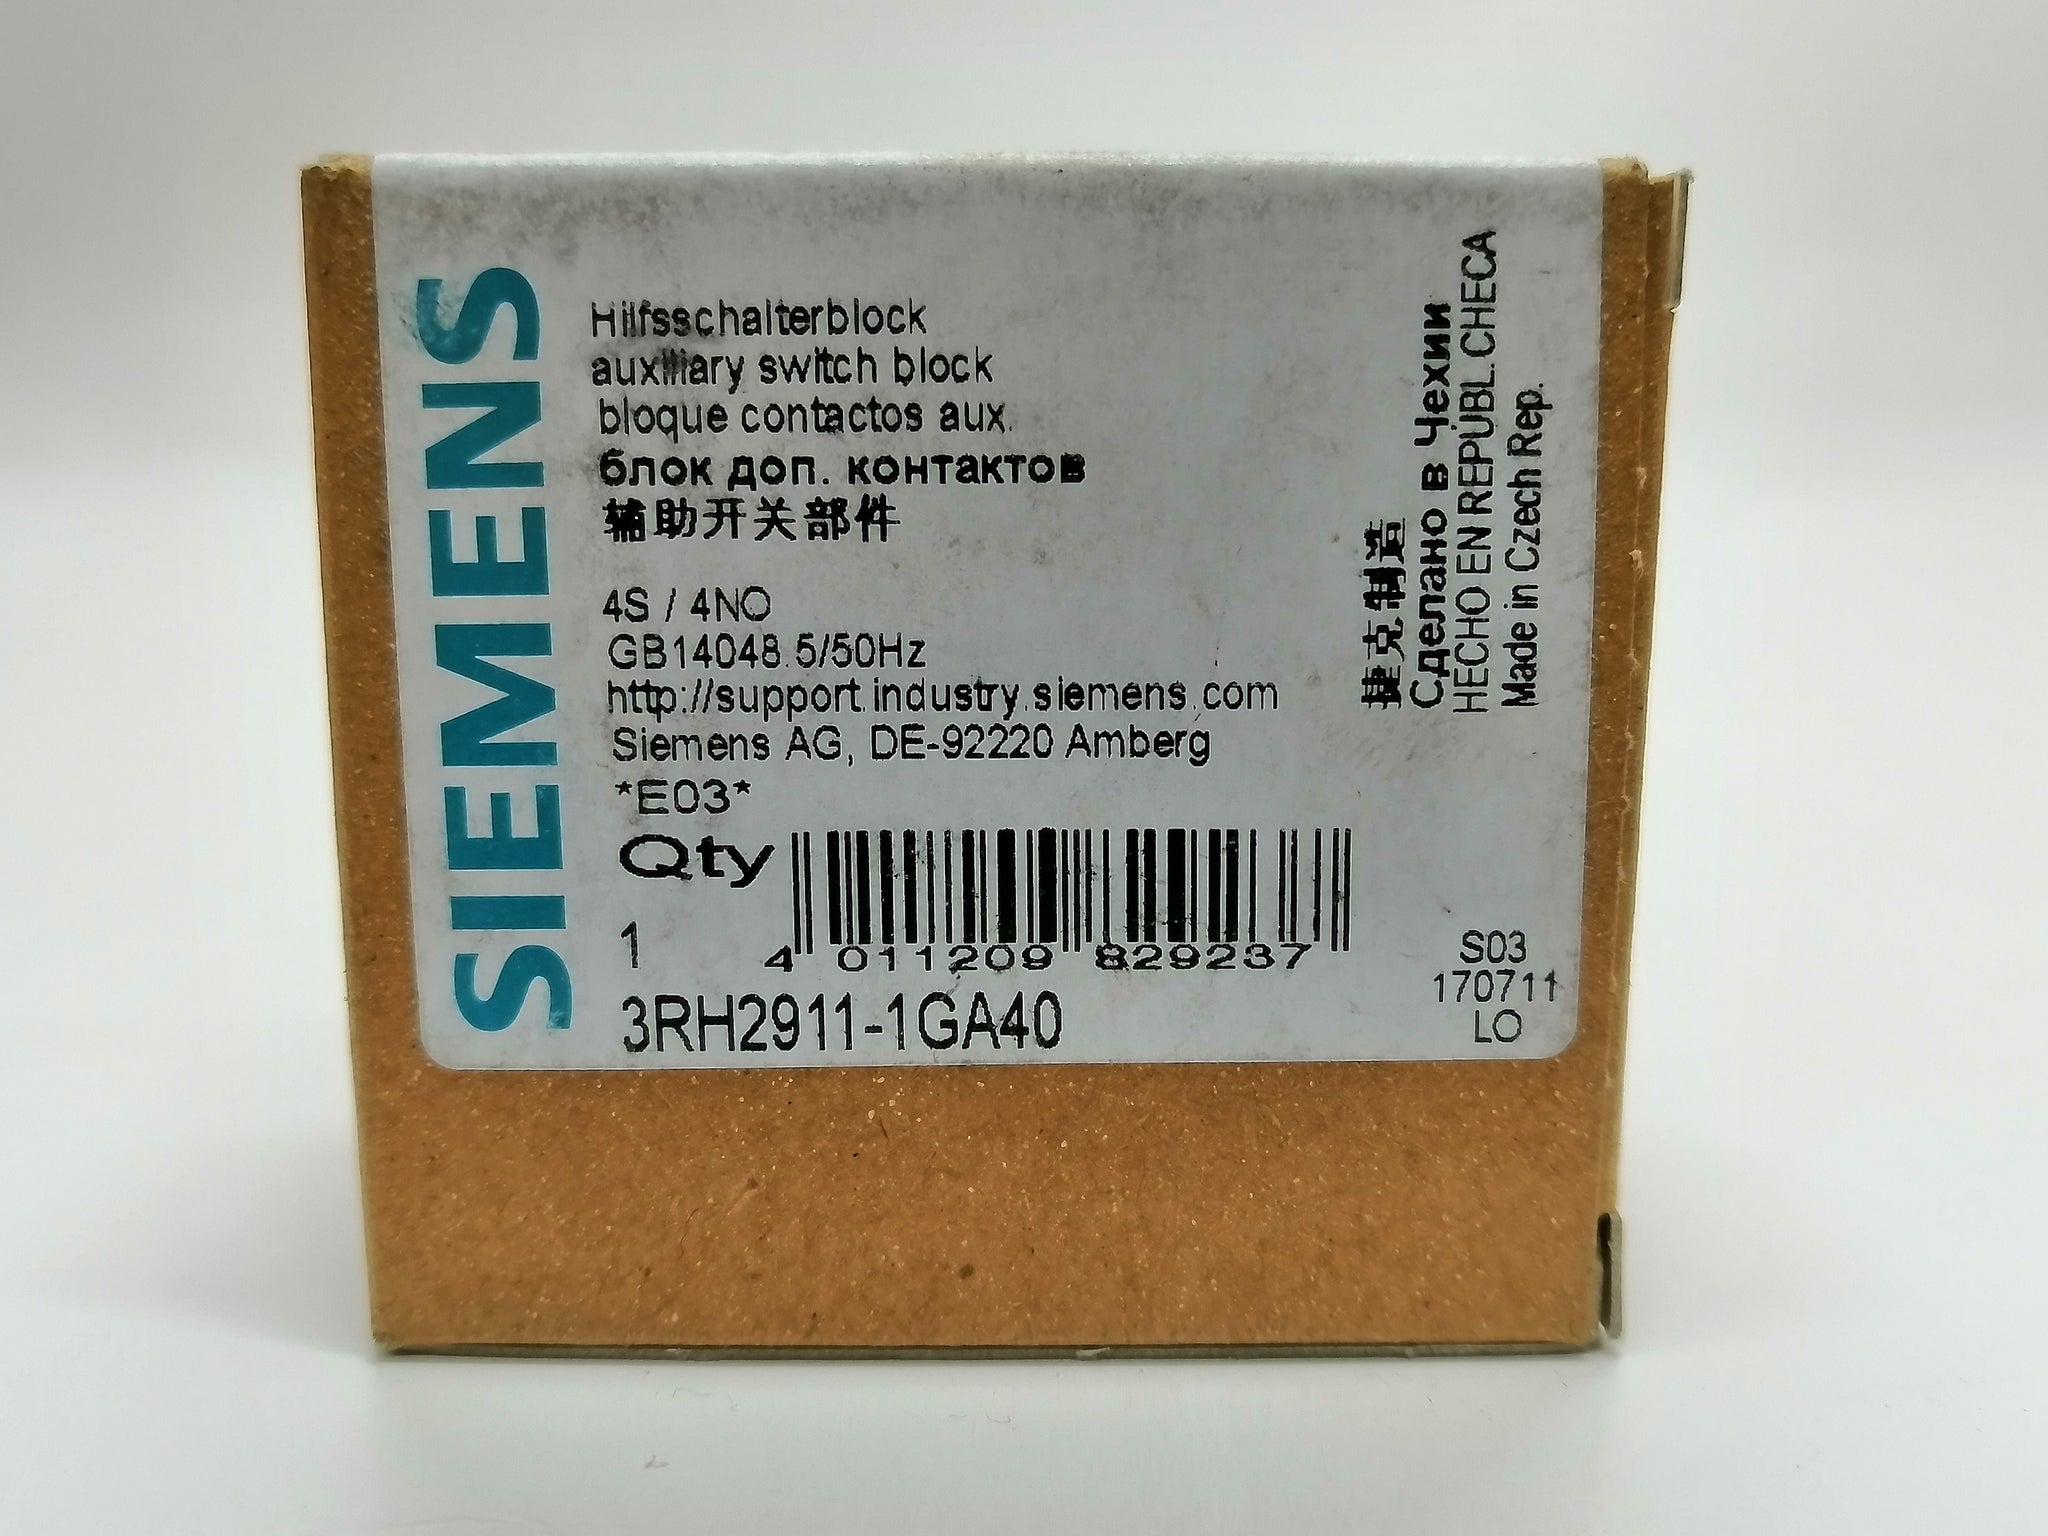 SIEMENS
Hilfsschalterblock
auxiliary switch block
bloque contactos aux.
блок доп. контактов
辅助开关部件
4S / 4NO
GB14048.5/50Hz
http://support.industry.siemens.com
Siemens AG, DE-92220 Amberg
*E03*
Qty
1
4 011209 829237
3RH2911-1GA40
捷克制造
Сделано в Чехии
HECHO EN REPÚBL.CHECA
Made in Czech Rep.
S03
170711
LO